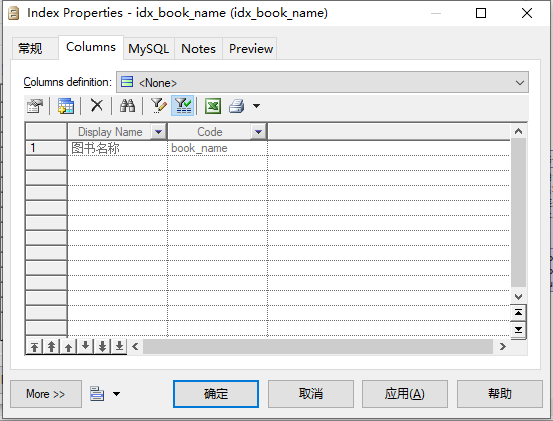 Index Properties - idx_book_name (idx_book_name)
常规 Columns MySQL Notes Preview
Columns definition: <None>
Display Name Code
1 图书名称 book_name
More >> 确定 取消 应用(A) 帮助